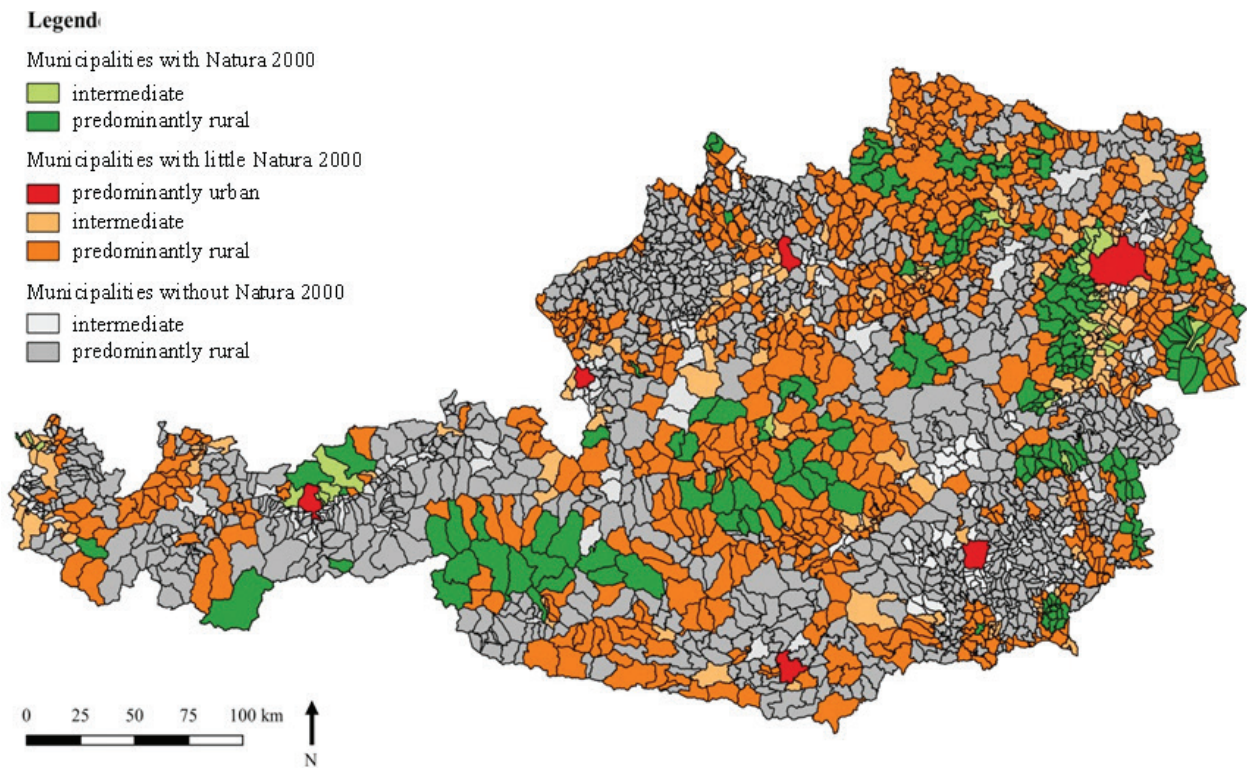 Legend
Municipalities with Natura 2000
intermediate
predominantly rural
Municipalities with little Natura 2000
predominantly urban
intermediate
predominantly rural
Municipalities without Natura 2000
intermediate
predominantly rural
0 25 50 75 100 km
N